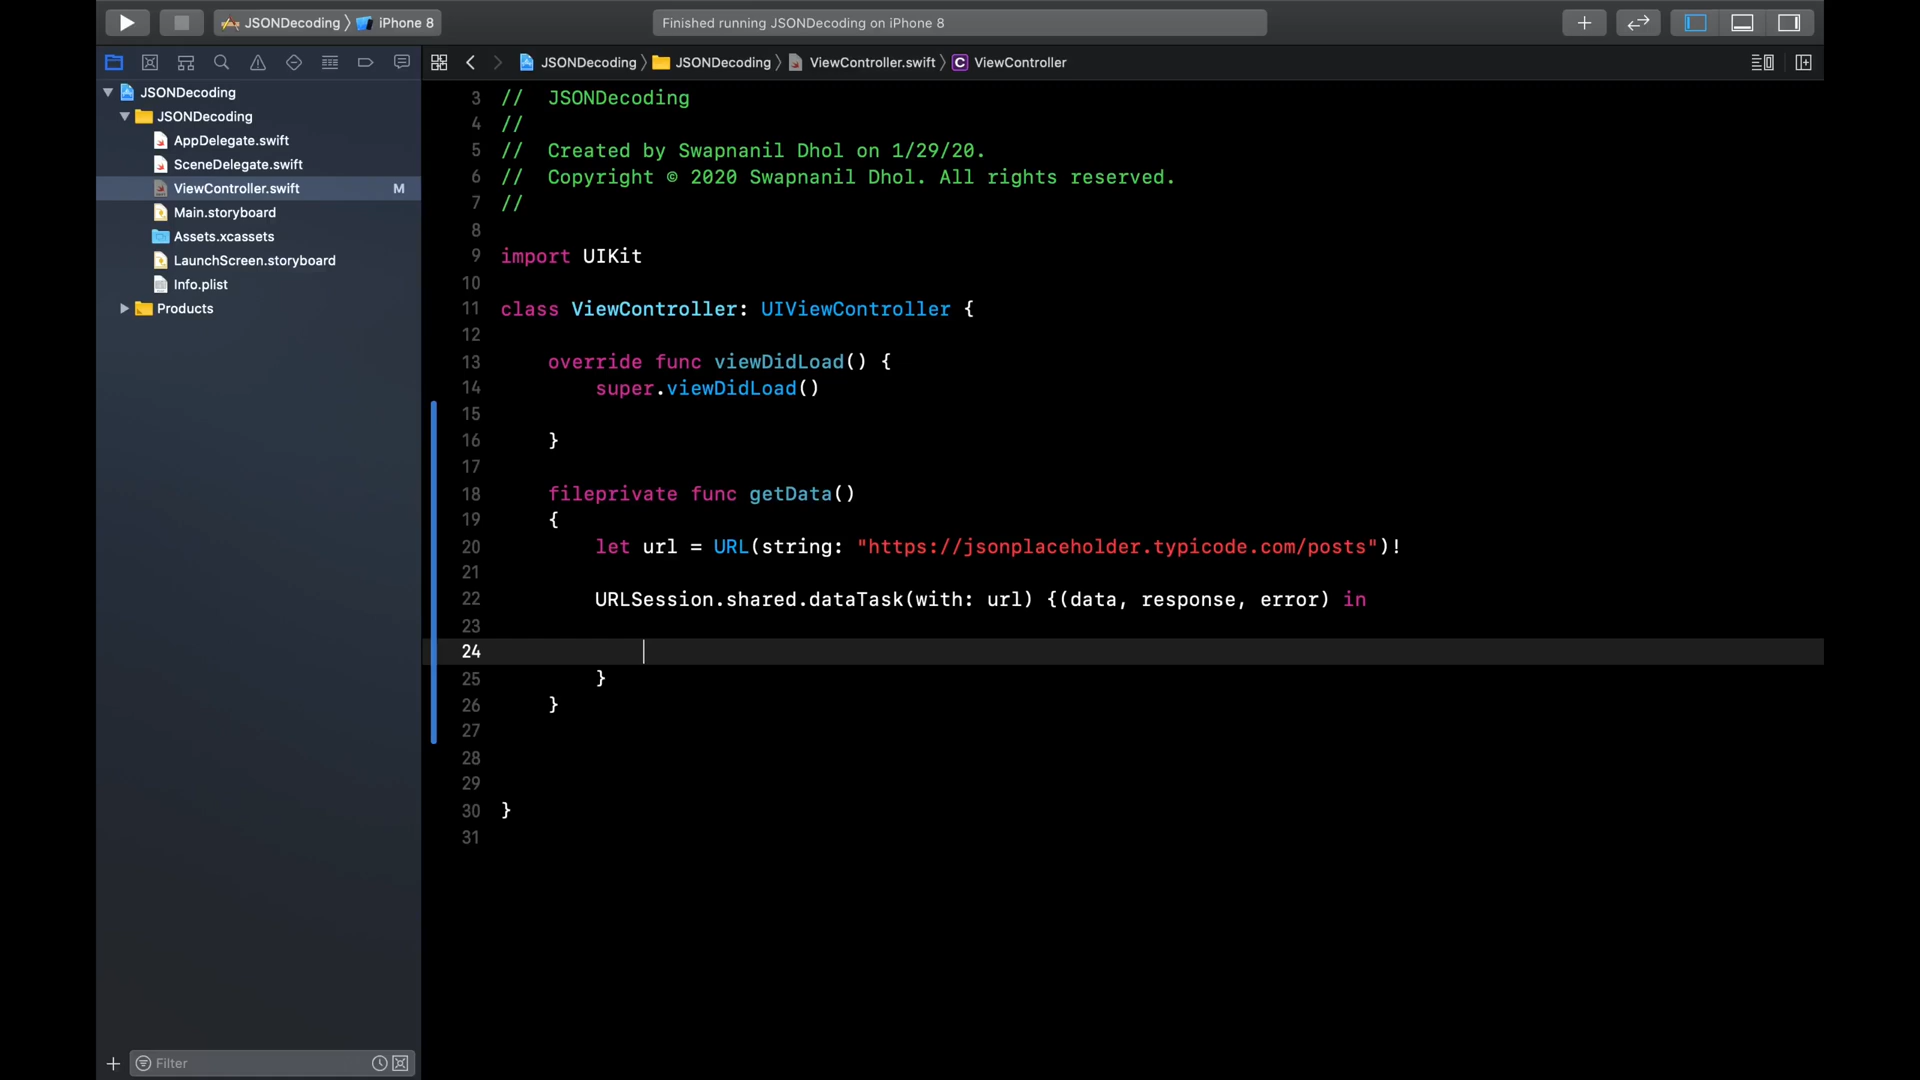 JSONDecoding 〉 iPhone 8
Finished running JSONDecoding on iPhone 8
JSONDecoding 〉 JSONDecoding 〉 ViewController.swift 〉 C ViewController
JSONDecoding
JSONDecoding
AppDelegate.swift
SceneDelegate.swift
ViewController.swift M
Main.storyboard
Assets.xcassets
LaunchScreen.storyboard
Info.plist
Products
Filter
3 //  JSONDecoding
4 //
5 //  Created by Swapnanil Dhol on 1/29/20.
6 //  Copyright © 2020 Swapnanil Dhol. All rights reserved.
7 //
8
9 import UIKit
10
11 class ViewController: UIViewController {
12
13     override func viewDidLoad() {
14         super.viewDidLoad()
15
16     }
17
18     fileprivate func getData()
19     {
20         let url = URL(string: "https://jsonplaceholder.typicode.com/posts")!
21
22         URLSession.shared.dataTask(with: url) {(data, response, error) in
23
24
25         }
26     }
27
28
29
30 }
31